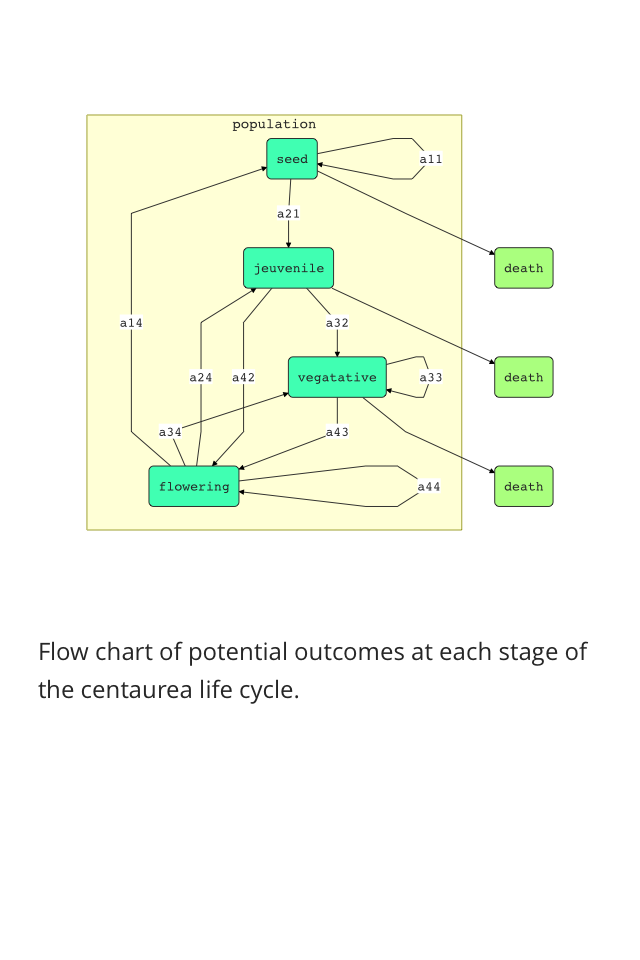 population
seed
a11
a21
jeuvenile
death
a14
a32
a24
a42
vegatative
a33
death
a34
a43
flowering
a44
death
Flow chart of potential outcomes at each stage of
the centaurea life cycle.